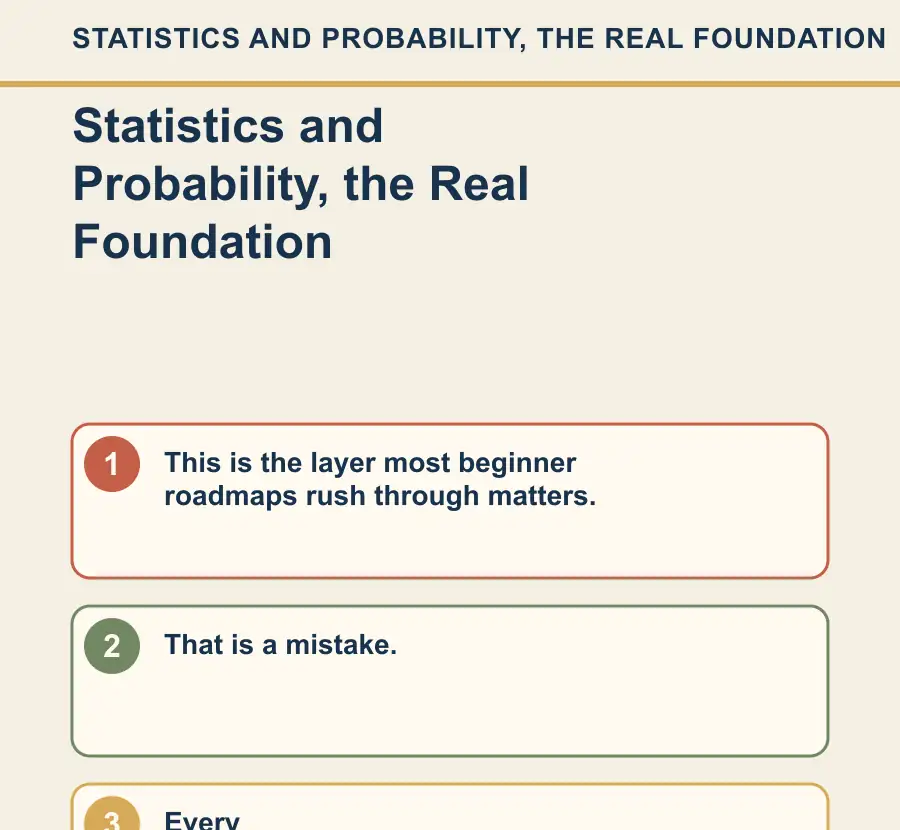 STATISTICS AND PROBABILITY, THE REAL FOUNDATION
Statistics and
Probability, the Real
Foundation
1
This is the layer most beginner
roadmaps rush through matters.
2
That is a mistake.
3
Every